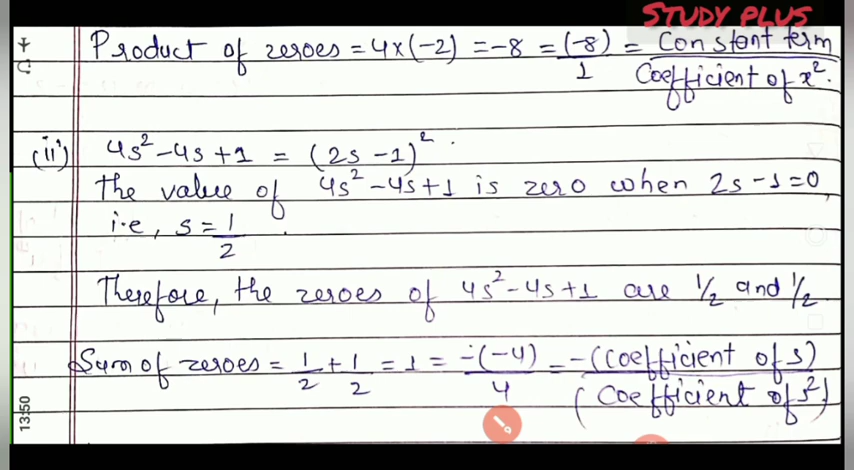 STUDY PLUS
Product of zeroes = 4×(-2) = -8 = (-8)/1 = Constent term/Coefficient of x².
(ii) 4s²-4s+1 = (2s-1)².
The value of 4s²-4s+1 is zero when 2s-1=0,
i.e, s = 1/2.
Therefore, the zeroes of 4s²-4s+1 are 1/2 and 1/2.
Sum of zeroes = 1/2 + 1/2 = 1 = -(-4)/4 = -(Coefficient of s)/(Coefficient of s²)
13:50